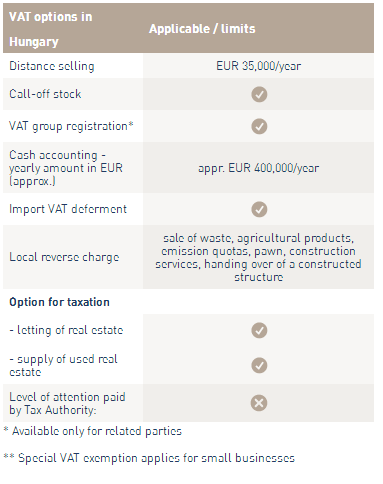 VAT options in
Hungary
Applicable / limits
Distance selling
EUR 35,000/year
Call-off stock
VAT group registration*
Cash accounting -
yearly amount in EUR
(approx.)
appr. EUR 400,000/year
Import VAT deferment
Local reverse charge
sale of waste, agricultural products,
emission quotas, pawn, construction
services, handing over of a constructed
structure
Option for taxation
- letting of real estate
- supply of used real
estate
Level of attention paid
by Tax Authority:
* Available only for related parties
** Special VAT exemption applies for small businesses